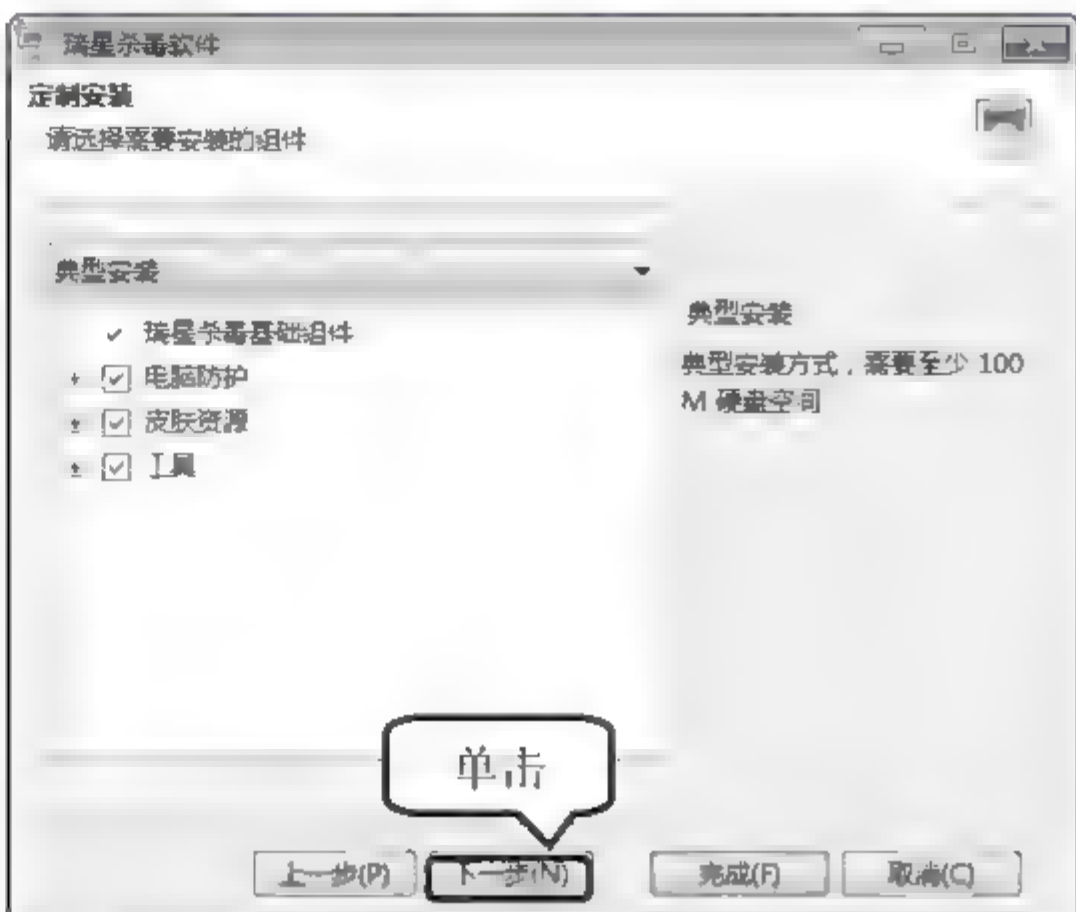 瑞星杀毒软件
定制安装
请选择需要安装的组件
典型安装
瑞星杀毒基础组件
电脑防护
皮肤资源
工具
典型安装
典型安装方式，需要至少 100
M 硬盘空间
单击
上一步(P)
下一步(N)
完成(F)
取消(C)